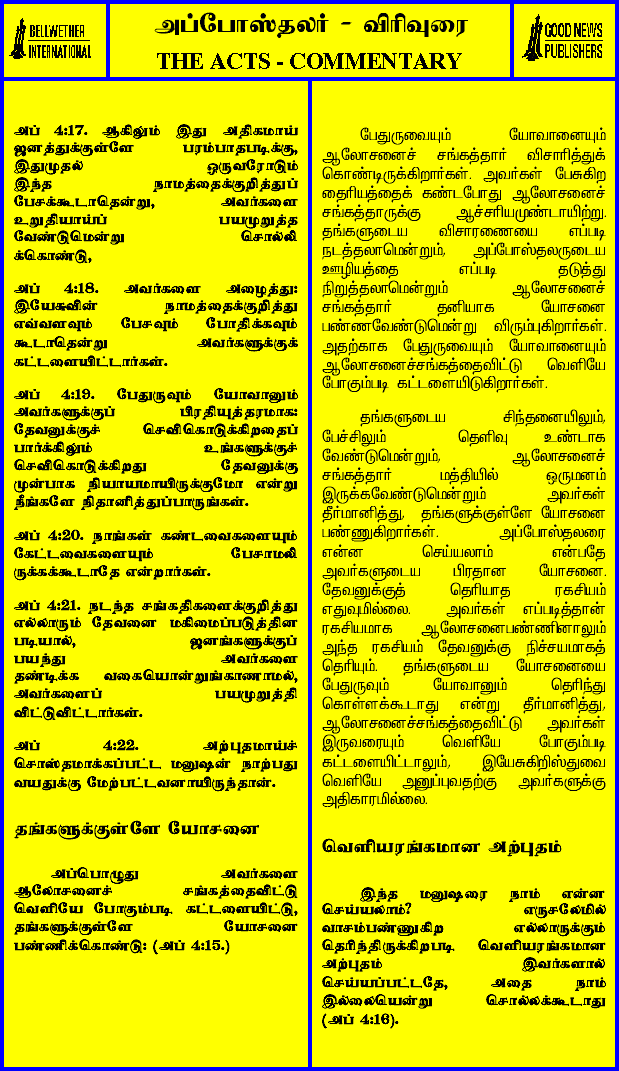 BELLWETHER
INTERNATIONAL
அப்போஸ்தலர் - விரிவுரை
THE ACTS - COMMENTARY
GOOD NEWS
PUBLISHERS
அப் 4:17. ஆகிலும் இது அதிகமாய்
ஜனத்துக்குள்ளே பரம்பாதபடிக்கு,
இதுமுதல் ஒருவரோடும்
இந்த நாமத்தைக்குறித்துப்
பேசக்கூடாதென்று, அவர்களை
உறுதியாய்ப் பயமுறுத்த
வேண்டுமென்று சொல்லி
க்கொண்டு,
அப் 4:18. அவர்களை அழைத்து:
இயேசுவின் நாமத்தைக்குறித்து
எவ்வளவும் பேசவும் போதிக்கவும்
கூடாதென்று அவர்களுக்குக்
கட்டளையிட்டார்கள்.
அப் 4:19. பேதுருவும் யோவானும்
அவர்களுக்குப் பிரதியுத்தரமாக:
தேவனுக்குச் செவிகொடுக்கிறதைப்
பார்க்கிலும் உங்களுக்குச்
செவிகொடுக்கிறது தேவனுக்கு
முன்பாக நியாயமாயிருக்குமோ என்று
நீங்களே நிதானித்துப்பாருங்கள்.
அப் 4:20. நாங்கள் கண்டவைகளையும்
கேட்டவைகளையும் பேசாமலி
ருக்கக்கூடாதே என்றார்கள்.
அப் 4:21. நடந்த சங்கதிகளைக்குறித்து
எல்லாரும் தேவனை மகிமைப்படுத்தின
படியால், ஜனங்களுக்குப்
பயந்து அவர்களை
தண்டிக்க வகையொன்றுங்காணாமல்,
அவர்களைப் பயமுறுத்தி
விட்டுவிட்டார்கள்.
அப் 4:22. அற்புதமாய்ச்
சொஸ்தமாக்கப்பட்ட மனுஷன் நாற்பது
வயதுக்கு மேற்பட்டவனாயிருந்தான்.
தங்களுக்குள்ளே யோசனை
அப்பொழுது அவர்களை
ஆலோசனைச் சங்கத்தைவிட்டு
வெளியே போகும்படி கட்டளையிட்டு,
தங்களுக்குள்ளே யோசனை
பண்ணிக்கொண்டு: (அப் 4:15.)
பேதுருவையும் யோவானையும்
ஆலோசனைச் சங்கத்தார் விசாரித்துக்
கொண்டிருக்கிறார்கள். அவர்கள் பேசுகிற
தைரியத்தைக் கண்டபோது ஆலோசனைச்
சங்கத்தாருக்கு ஆச்சரியமுண்டாயிற்று.
தங்களுடைய விசாரணையை எப்படி
நடத்தலாமென்றும், அப்போஸ்தலருடைய
ஊழியத்தை எப்படி தடுத்து
நிறுத்தலாமென்றும் ஆலோசனைச்
சங்கத்தார் தனியாக யோசனை
பண்ணவேண்டுமென்று விரும்புகிறார்கள்.
அதற்காக பேதுருவையும் யோவானையும்
ஆலோசனைச்சங்கத்தைவிட்டு வெளியே
போகும்படி கட்டளையிடுகிறார்கள்.
தங்களுடைய சிந்தனையிலும்,
பேச்சிலும் தெளிவு உண்டாக
வேண்டுமென்றும், ஆலோசனைச்
சங்கத்தார் மத்தியில் ஒருமனம்
இருக்கவேண்டுமென்றும் அவர்கள்
தீர்மானித்து, தங்களுக்குள்ளே யோசனை
பண்ணுகிறார்கள். அப்போஸ்தலரை
என்ன செய்யலாம் என்பதே
அவர்களுடைய பிரதான யோசனை.
தேவனுக்குத் தெரியாத ரகசியம்
எதுவுமில்லை. அவர்கள் எப்படித்தான்
ரகசியமாக ஆலோசனைபண்ணினாலும்
அந்த ரகசியம் தேவனுக்கு நிச்சயமாகத்
தெரியும். தங்களுடைய யோசனையை
பேதுருவும் யோவானும் தெரிந்து
கொள்ளக்கூடாது என்று தீர்மானித்து,
ஆலோசனைச்சங்கத்தைவிட்டு அவர்கள்
இருவரையும் வெளியே போகும்படி
கட்டளையிட்டாலும், இயேசுகிறிஸ்துவை
வெளியே அனுப்புவதற்கு அவர்களுக்கு
அதிகாரமில்லை.
வெளியரங்கமான அற்புதம்
இந்த மனுஷரை நாம் என்ன
செய்யலாம்? எருசலேமில்
வாசம்பண்ணுகிற எல்லாருக்கும்
தெரிந்திருக்கிறபடி வெளியரங்கமான
அற்புதம் இவர்களால்
செய்யப்பட்டதே, அதை நாம்
இல்லையென்று சொல்லக்கூடாது
(அப் 4:16).